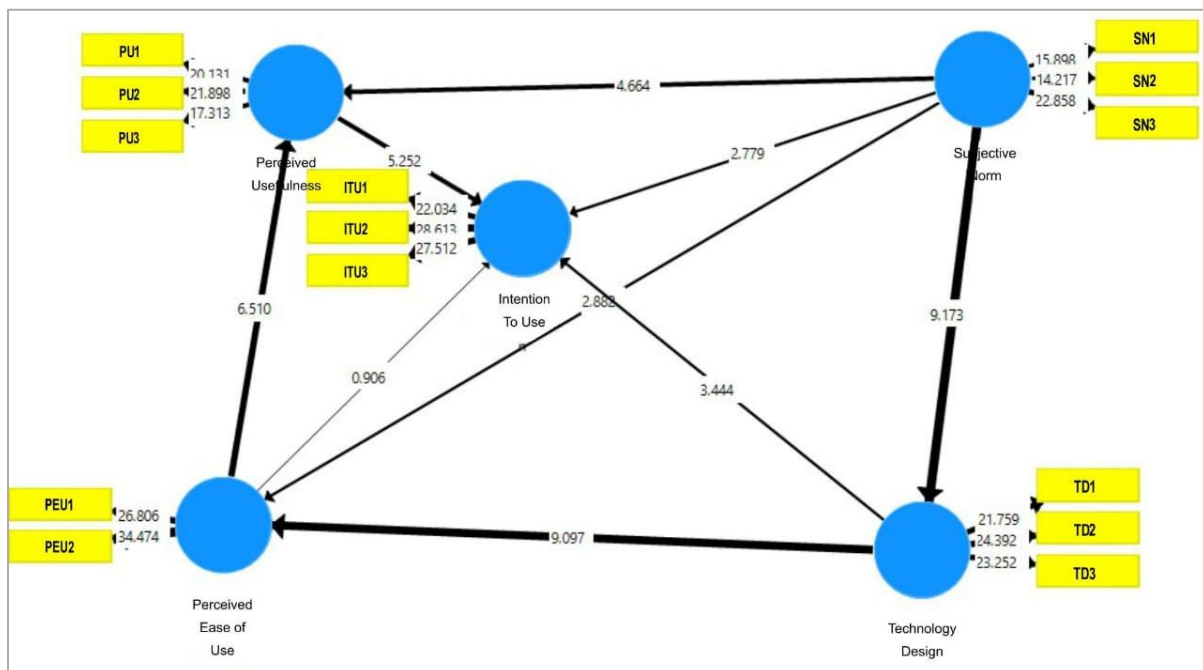 PU1
20.131
PU2
21.898
17.313
PU3
Perceived
Usefulness
4.664
SN1
15.898
SN2
14.217
22.858
SN3
Subjective
Norm
5.252
2.779
ITU1
22.034
ITU2
28.613
27.512
ITU3
Intention
To Use
6.510
2.882
9.173
0.906
3.444
PEU1
26.806
PEU2
34.474
9.097
TD1
21.759
TD2
24.392
23.252
TD3
Perceived
Ease of
Use
Technology
Design